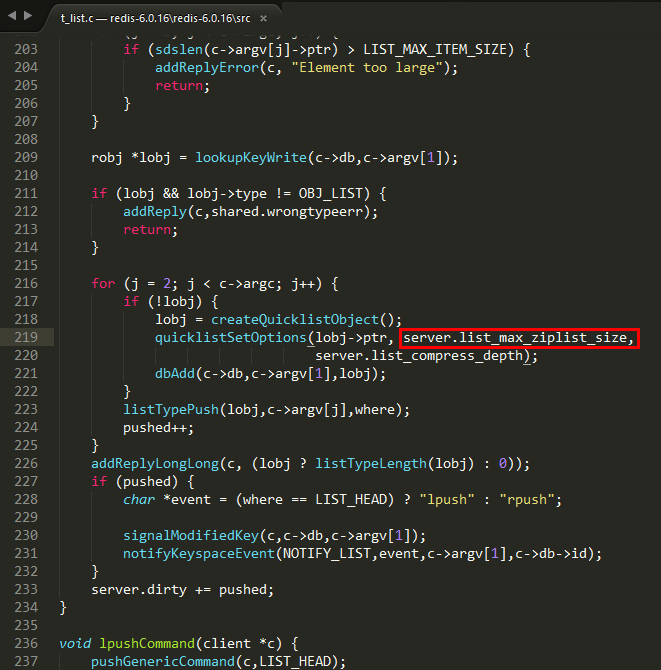 t_list.c — redis-6.0.16\redis-6.0.16\src ×
203 if (sdslen(c->argv[j]->ptr) > LIST_MAX_ITEM_SIZE) {
204 addReplyError(c, "Element too large");
205 return;
206 }
207 }
208
209 robj *lobj = lookupKeyWrite(c->db,c->argv[1]);
210
211 if (lobj && lobj->type != OBJ_LIST) {
212 addReply(c,shared.wrongtypeerr);
213 return;
214 }
215
216 for (j = 2; j < c->argc; j++) {
217 if (!lobj) {
218 lobj = createQuicklistObject();
219 quicklistSetOptions(lobj->ptr, server.list_max_ziplist_size,
220 server.list_compress_depth);
221 dbAdd(c->db,c->argv[1],lobj);
222 }
223 listTypePush(lobj,c->argv[j],where);
224 pushed++;
225 }
226 addReplyLongLong(c, (lobj ? listTypeLength(lobj) : 0));
227 if (pushed) {
228 char *event = (where == LIST_HEAD) ? "lpush" : "rpush";
229
230 signalModifiedKey(c,c->db,c->argv[1]);
231 notifyKeyspaceEvent(NOTIFY_LIST,event,c->argv[1],c->db->id);
232 }
233 server.dirty += pushed;
234 }
235
236 void lpushCommand(client *c) {
237 pushGenericCommand(c,LIST_HEAD);